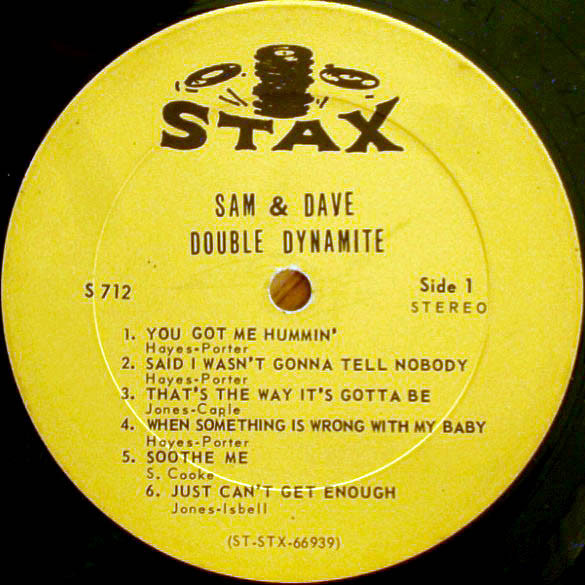 STAX
SAM & DAVE
DOUBLE DYNAMITE
S 712
Side 1
STEREO
1. YOU GOT ME HUMMIN'
Hayes-Porter
2. SAID I WASN'T GONNA TELL NOBODY
Hayes-Porter
3. THAT'S THE WAY IT'S GOTTA BE
Jones-Cagle
4. WHEN SOMETHING IS WRONG WITH MY BABY
Hayes-Porter
5. SOOTHE ME
S. Cooke
6. JUST CAN'T GET ENOUGH
Jones-Isbell
(ST-STX-66939)